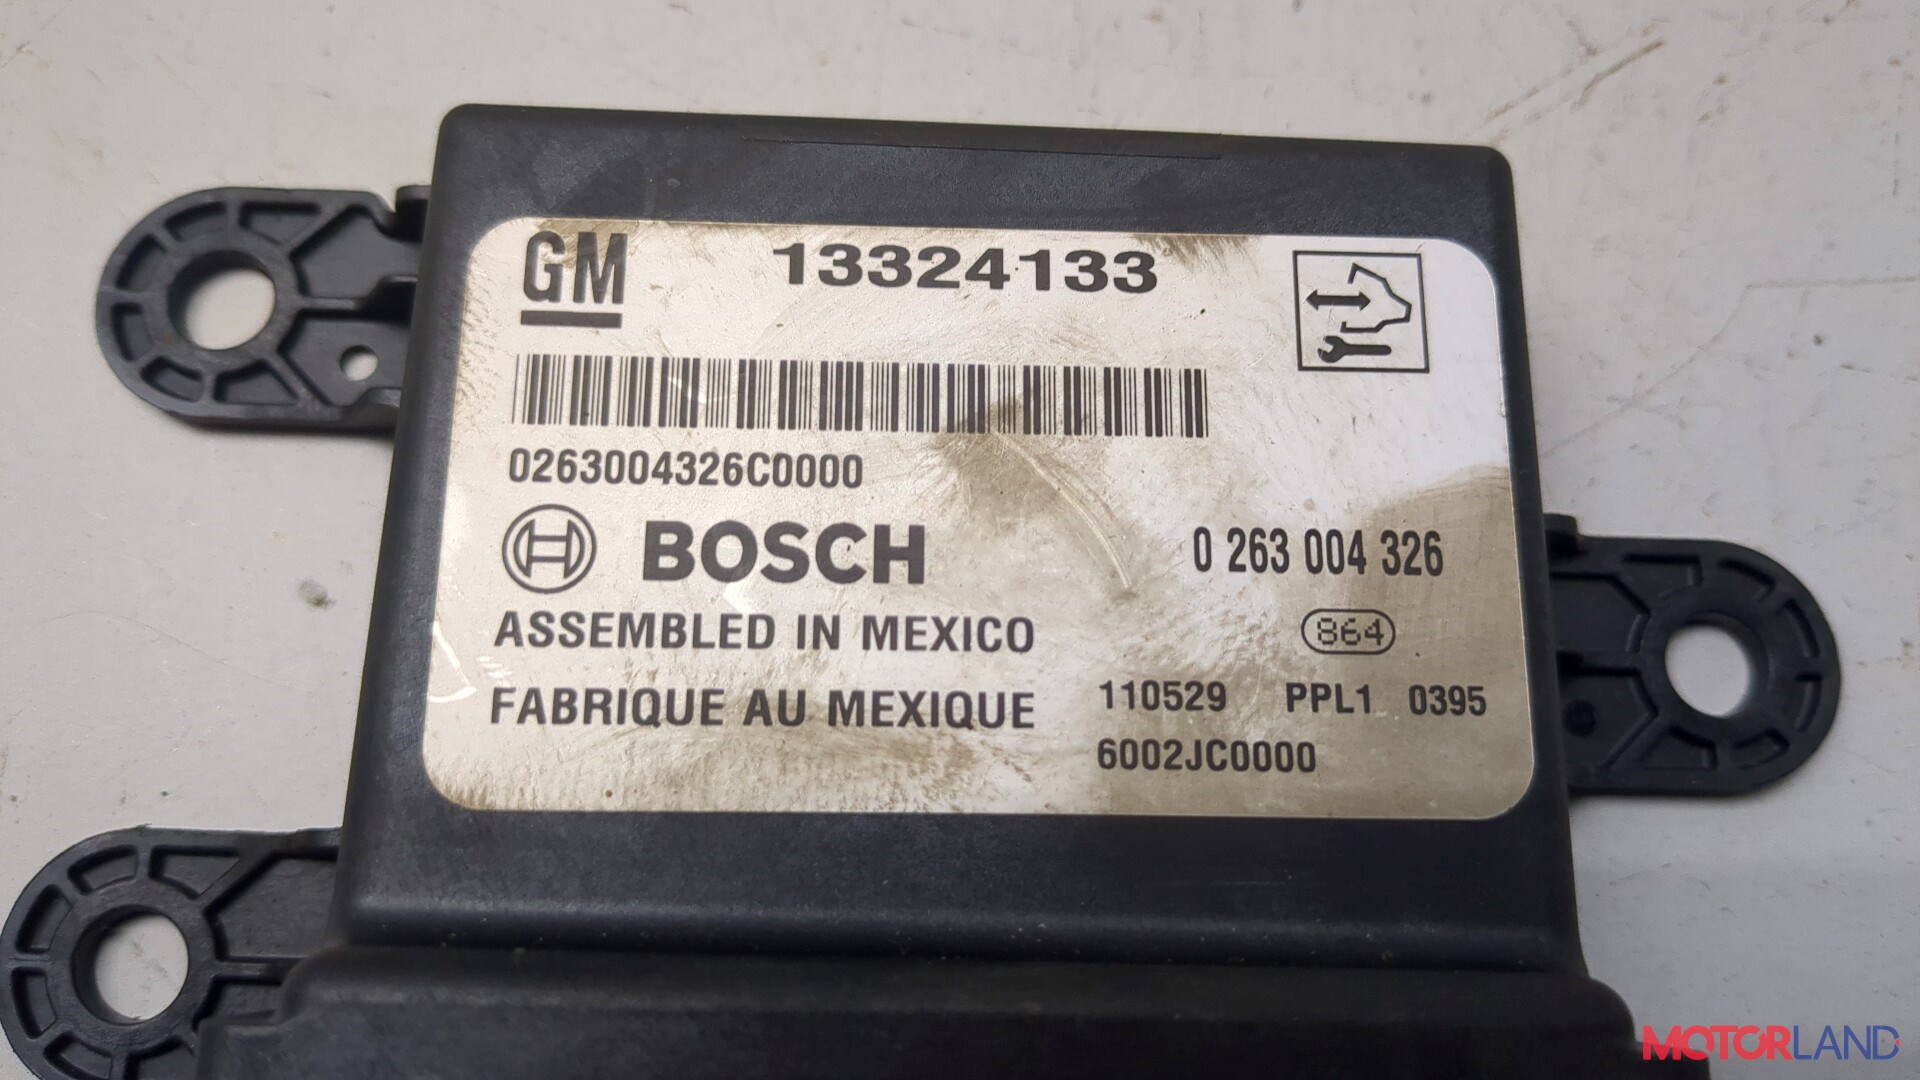 GM 13324133
0263004326C0000
BOSCH 0 263 004 326
ASSEMBLED IN MEXICO 864
FABRIQUE AU MEXIQUE 110529 PPL1 0395
6002JC0000
MOTORLAND